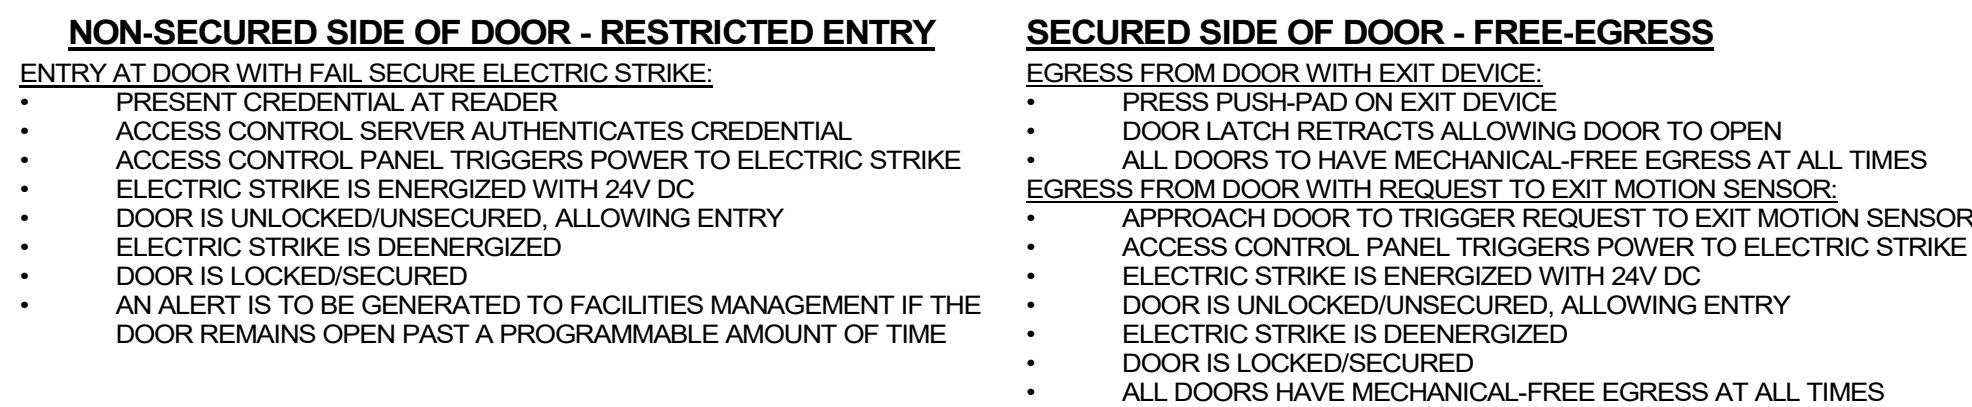 NON-SECURED SIDE OF DOOR - RESTRICTED ENTRY
ENTRY AT DOOR WITH FAIL SECURE ELECTRIC STRIKE:
• PRESENT CREDENTIAL AT READER
• ACCESS CONTROL SERVER AUTHENTICATES CREDENTIAL
• ACCESS CONTROL PANEL TRIGGERS POWER TO ELECTRIC STRIKE
• ELECTRIC STRIKE IS ENERGIZED WITH 24V DC
• DOOR IS UNLOCKED/UNSECURED, ALLOWING ENTRY
• ELECTRIC STRIKE IS DEENERGIZED
• DOOR IS LOCKED/SECURED
• AN ALERT IS TO BE GENERATED TO FACILITIES MANAGEMENT IF THE
DOOR REMAINS OPEN PAST A PROGRAMMABLE AMOUNT OF TIME
SECURED SIDE OF DOOR - FREE-EGRESS
EGRESS FROM DOOR WITH EXIT DEVICE:
• PRESS PUSH-PAD ON EXIT DEVICE
• DOOR LATCH RETRACTS ALLOWING DOOR TO OPEN
• ALL DOORS TO HAVE MECHANICAL-FREE EGRESS AT ALL TIMES
EGRESS FROM DOOR WITH REQUEST TO EXIT MOTION SENSOR:
• APPROACH DOOR TO TRIGGER REQUEST TO EXIT MOTION SENSOR
• ACCESS CONTROL PANEL TRIGGERS POWER TO ELECTRIC STRIKE
• ELECTRIC STRIKE IS ENERGIZED WITH 24V DC
• DOOR IS UNLOCKED/UNSECURED, ALLOWING ENTRY
• ELECTRIC STRIKE IS DEENERGIZED
• DOOR IS LOCKED/SECURED
• ALL DOORS HAVE MECHANICAL-FREE EGRESS AT ALL TIMES